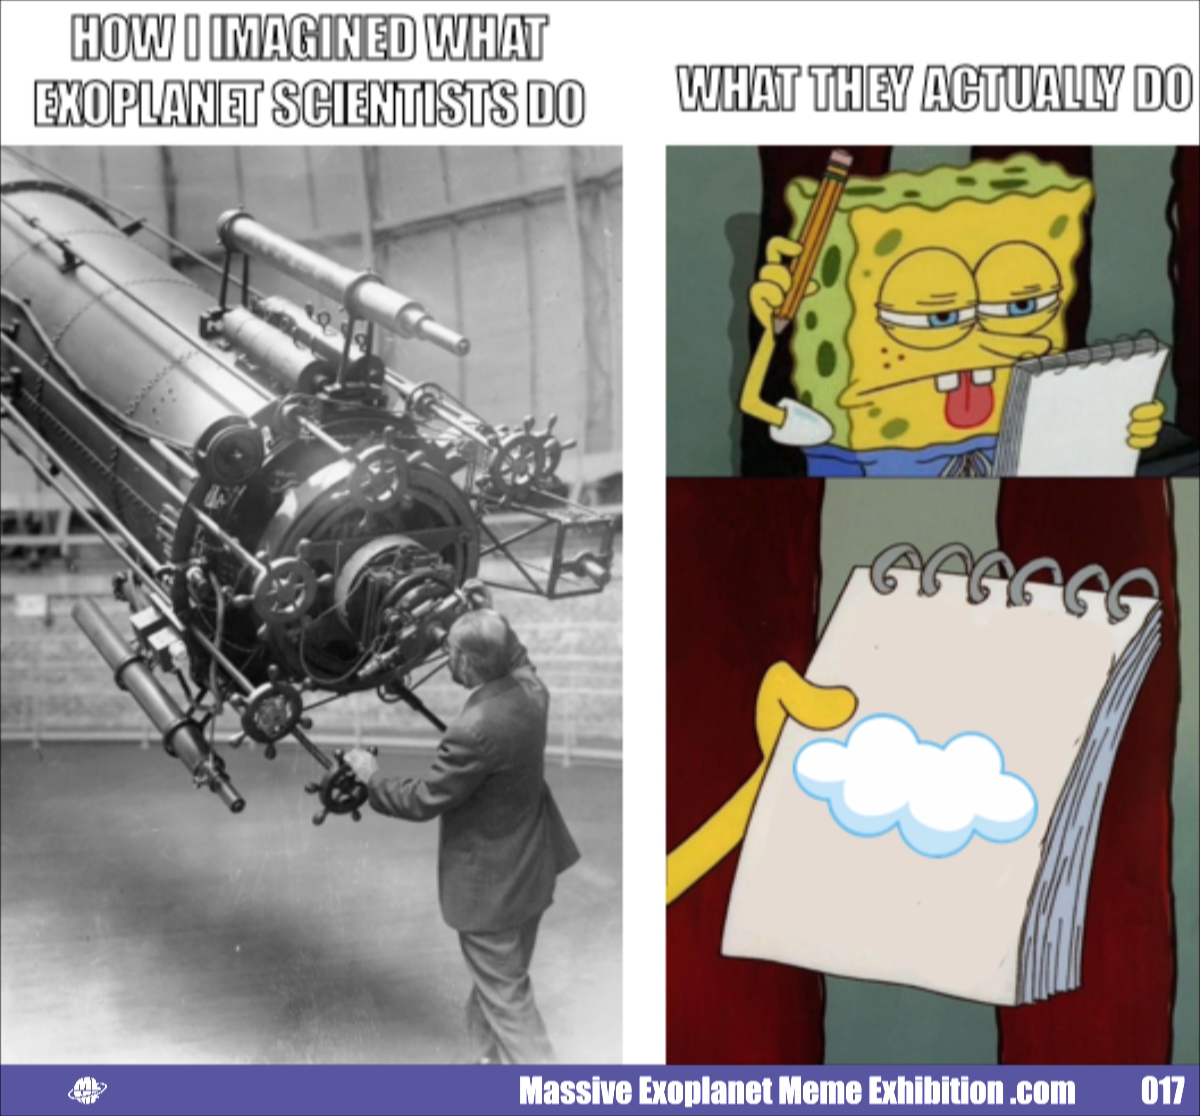 HOW I IMAGINED WHAT
EXOPLANET SCIENTISTS DO
WHAT THEY ACTUALLY DO
Massive Exoplanet Meme Exhibition .com
017